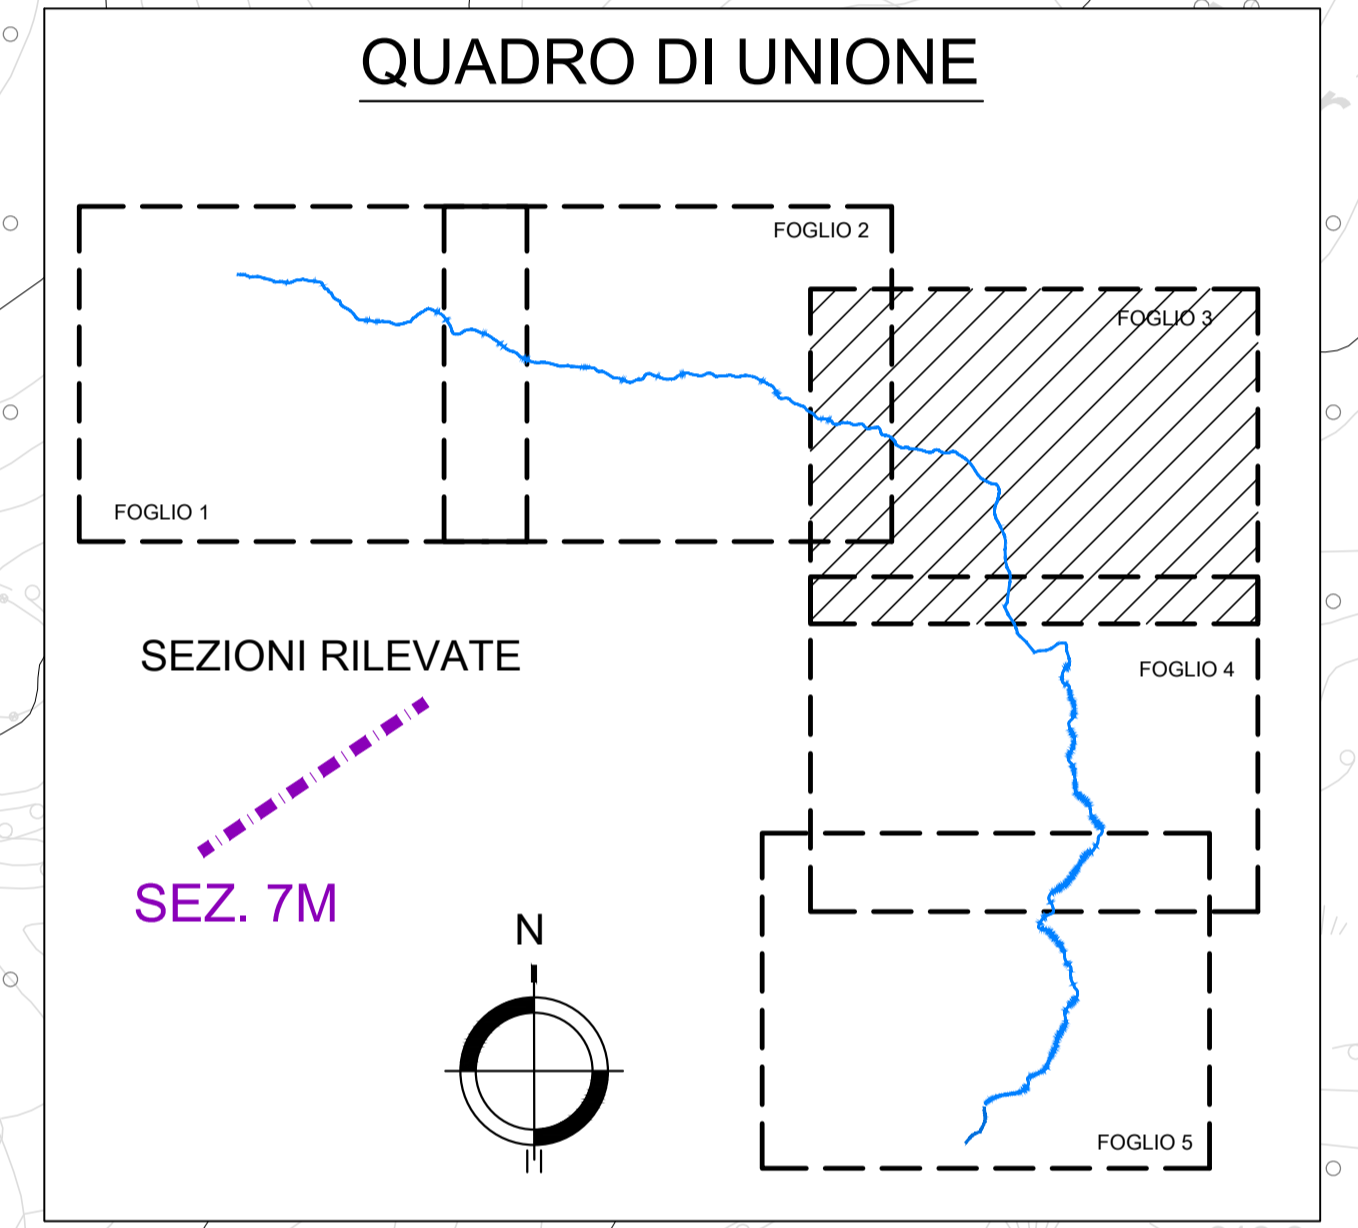 QUADRO DI UNIONE
FOGLIO 2
FOGLIO 3
FOGLIO 1
SEZIONI RILEVATE
FOGLIO 4
SEZ. 7M
N
FOGLIO 5